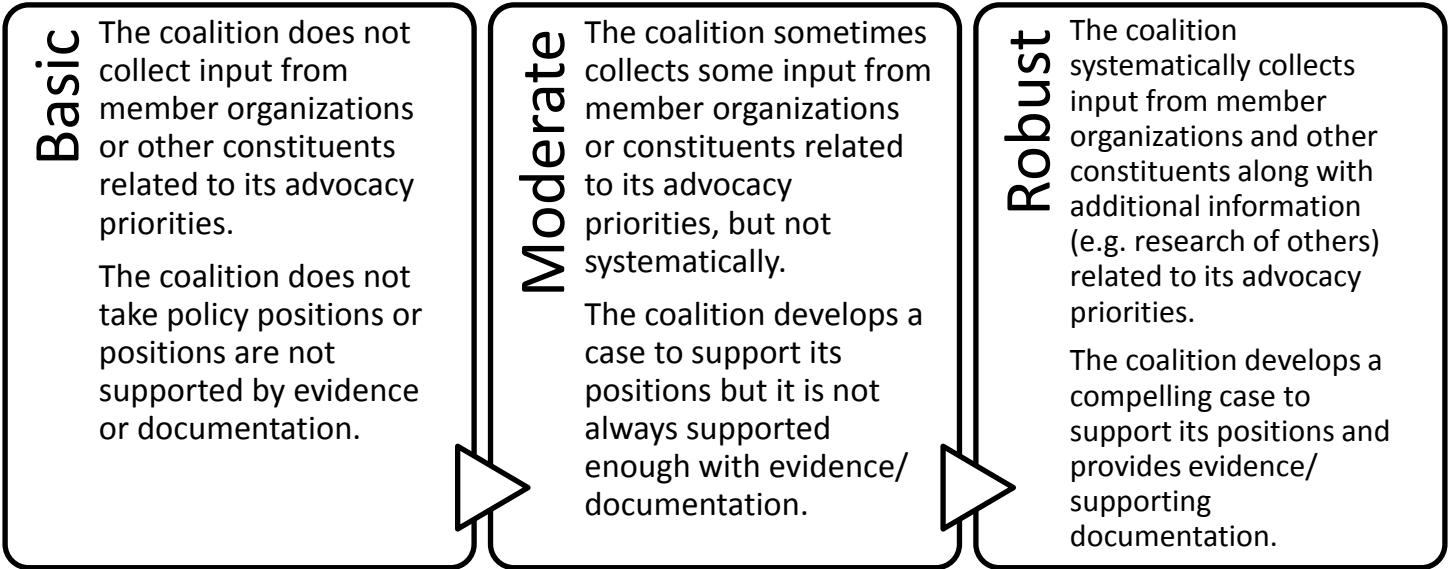 Basic
The coalition does not
collect input from
member organizations
or other constituents
related to its advocacy
priorities.
The coalition does not
take policy positions or
positions are not
supported by evidence
or documentation.
Moderate
The coalition sometimes
collects some input from
member organizations
or constituents related
to its advocacy
priorities, but not
systematically.
The coalition develops a
case to support its
positions but it is not
always supported
enough with evidence/
documentation.
Robust
The coalition
systematically collects
input from member
organizations and other
constituents along with
additional information
(e.g. research of others)
related to its advocacy
priorities.
The coalition develops a
compelling case to
support its positions and
provides evidence/
supporting
documentation.